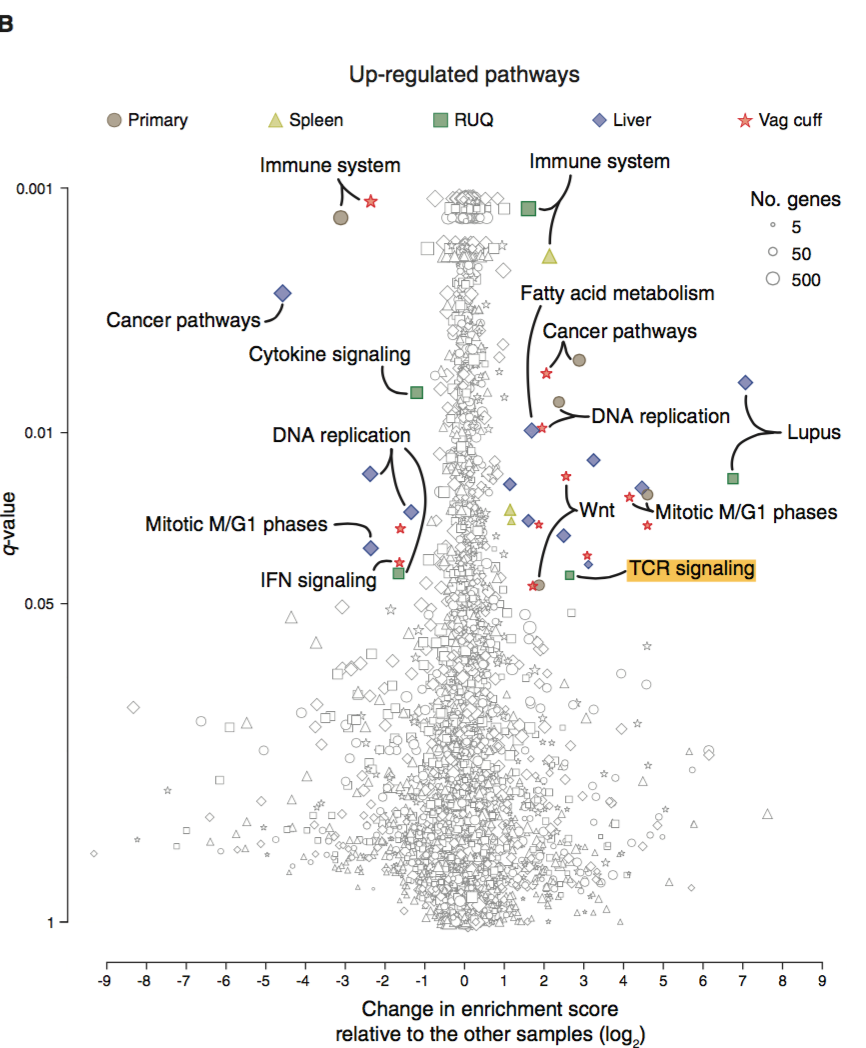 B
Up-regulated pathways
Primary
Spleen
RUQ
Liver
Vag cuff
Immune system
Immune system
0.001
No. genes
5
50
500
Fatty acid metabolism
Cancer pathways
Cancer pathways
Cytokine signaling
DNA replication
0.01
Lupus
DNA replication
Wnt
Mitotic M/G1 phases
Mitotic M/G1 phases
q-value
TCR signaling
IFN signaling
0.05
1
-9 -8 -7 -6 -5 -4 -3 -2 -1 0 1 2 3 4 5 6 7 8 9
Change in enrichment score
relative to the other samples (log2)